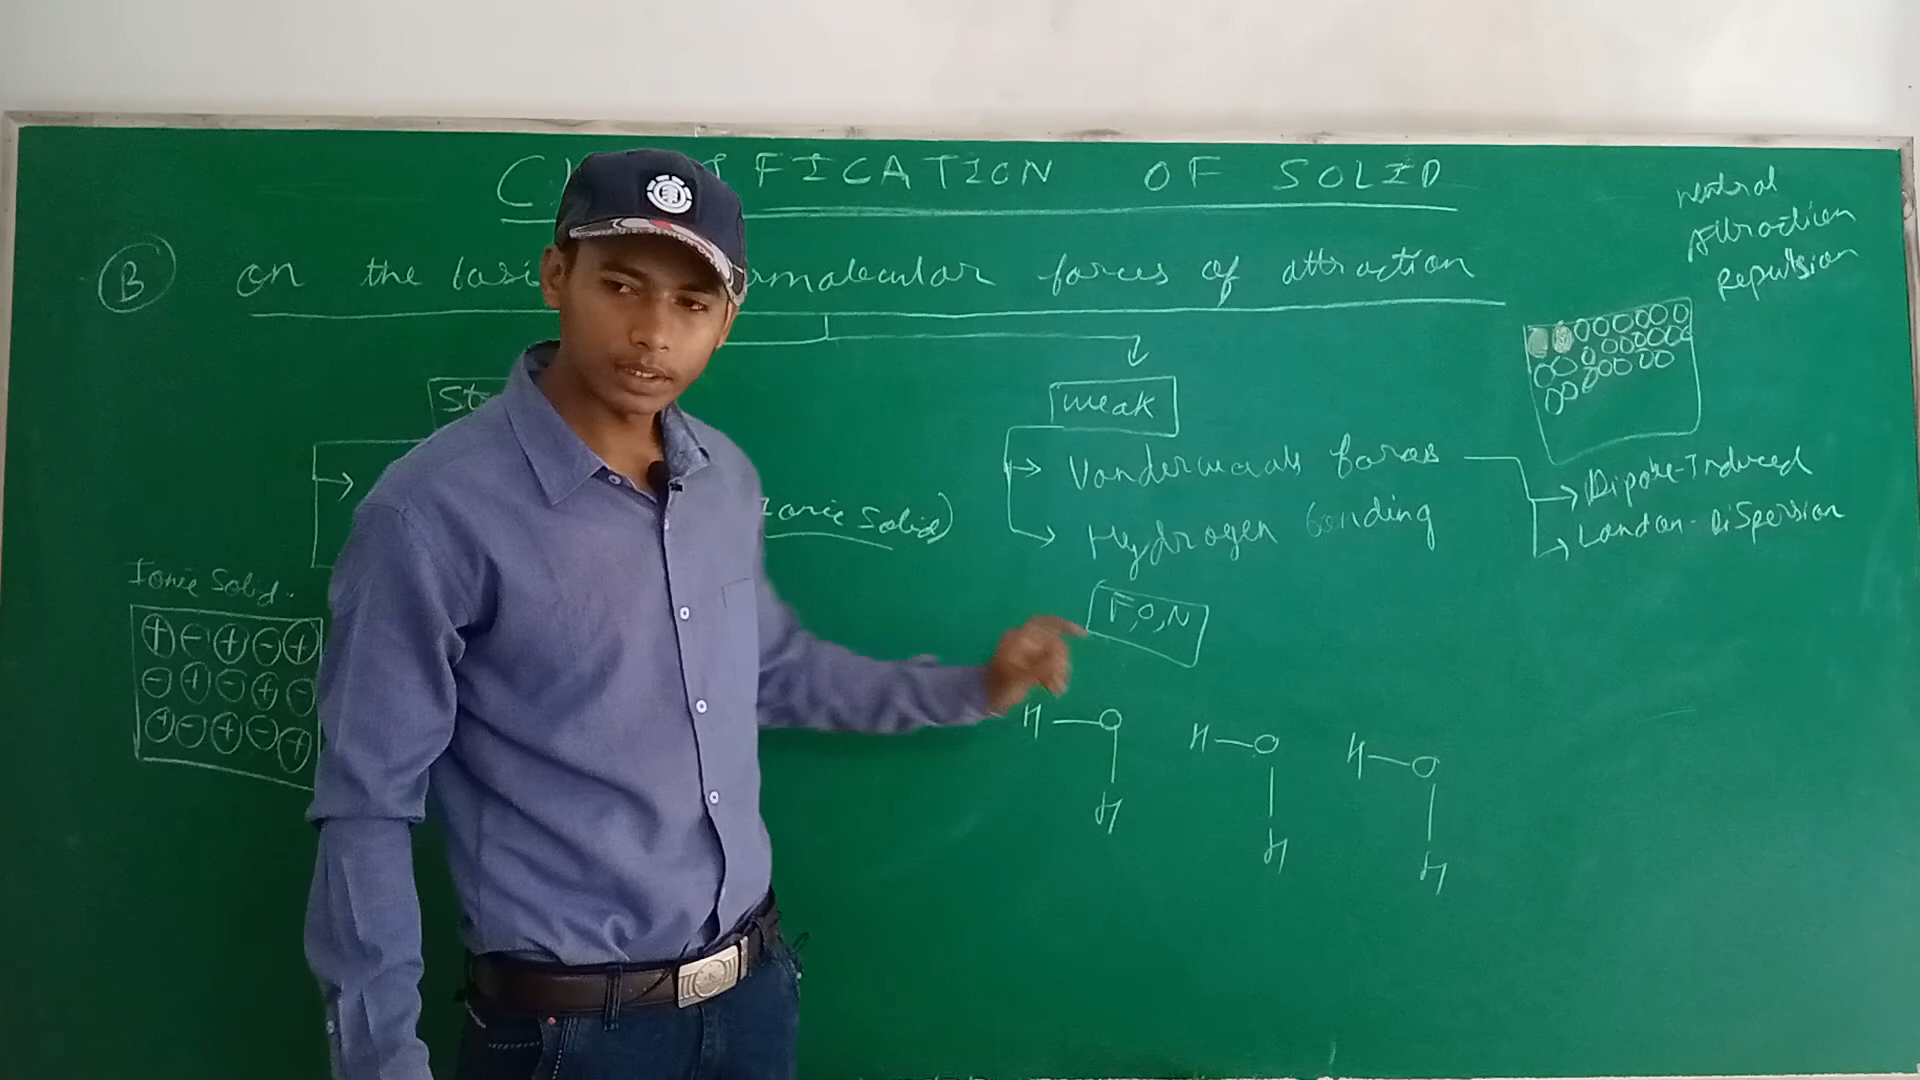 OF SOLID
B on the forces of attraction
neutral
Attraction
Repulsion
weak
Vanderwaals forces
Hydrogen bonding
Dipole-Induced
London-Dispersion
Ionic Solid)
Ionic Solid.
+ - + - +
- + - + -
+ - + - +
F,O,N
H O H
H O H
H O H